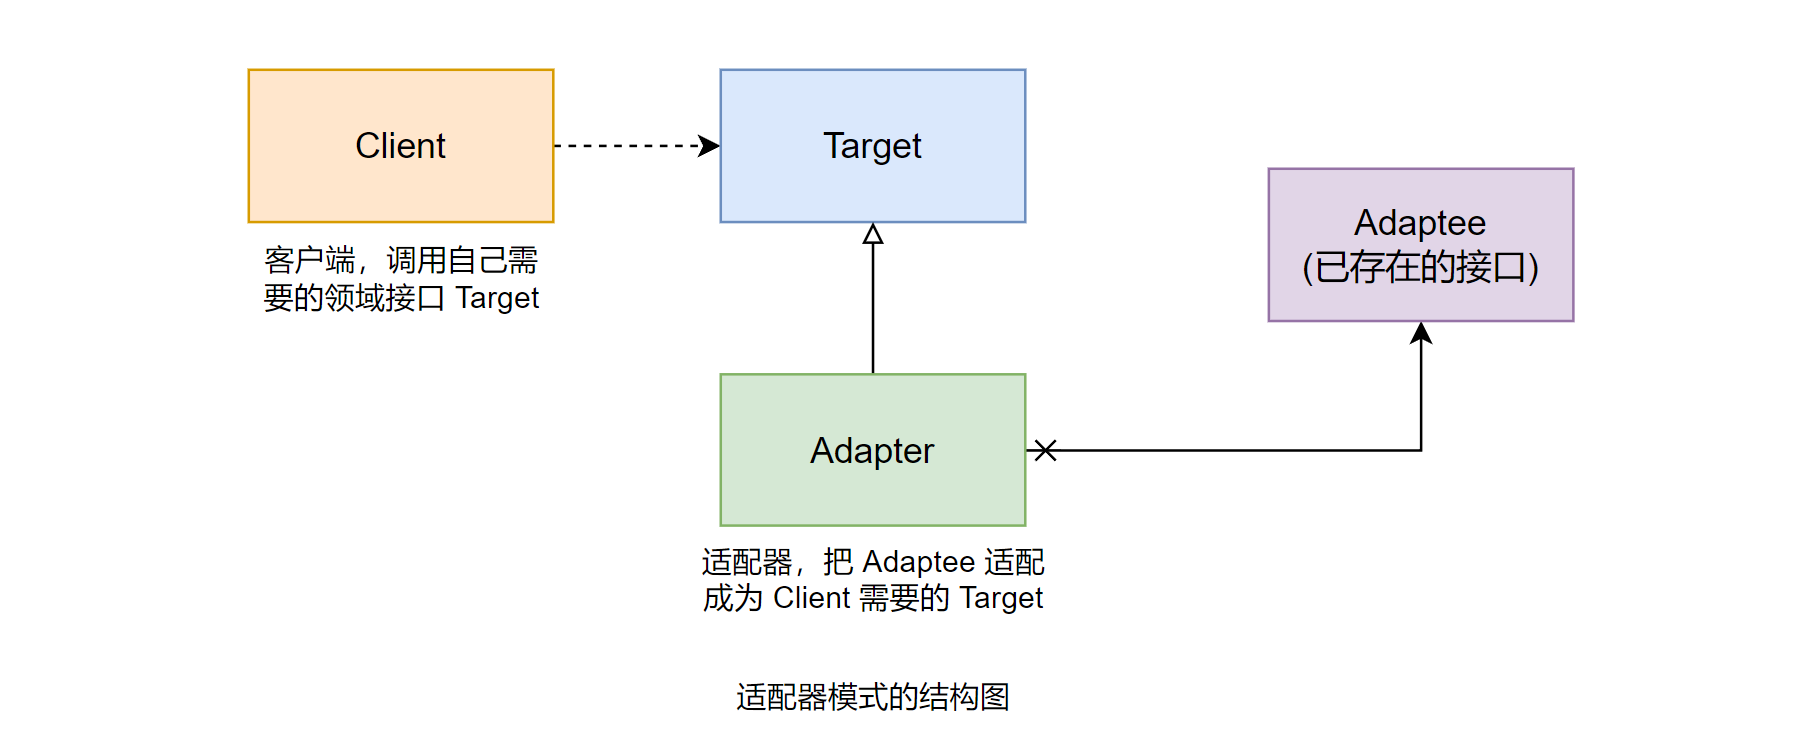 Client
Target
Adaptee
(已存在的接口)
客户端，调用自己需
要的领域接口 Target
Adapter
适配器，把 Adaptee 适配
成为 Client 需要的 Target
适配器模式的结构图